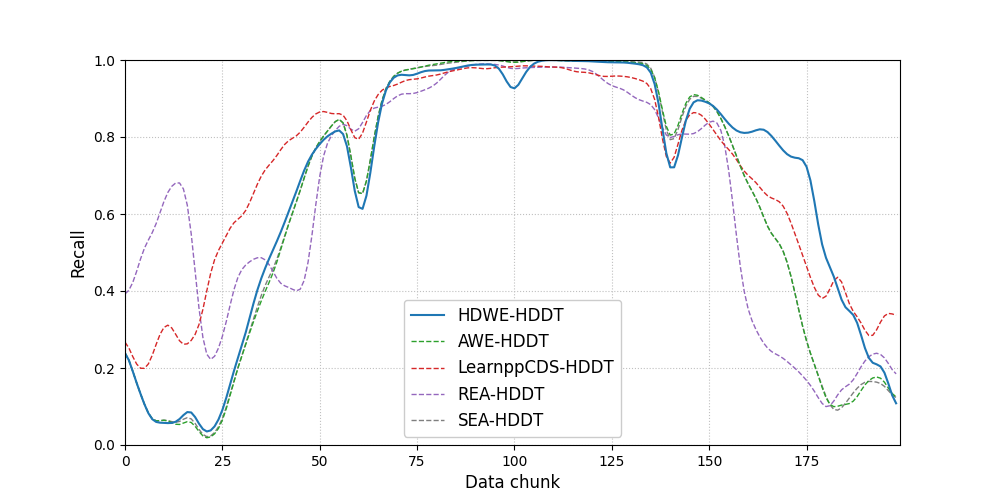 1.0
0.8
0.6
0.4
0.2
0.0
Recall
HDWE-HDDT
AWE-HDDT
LearnppCDS-HDDT
REA-HDDT
SEA-HDDT
0 25 50 75 100 125 150 175
Data chunk